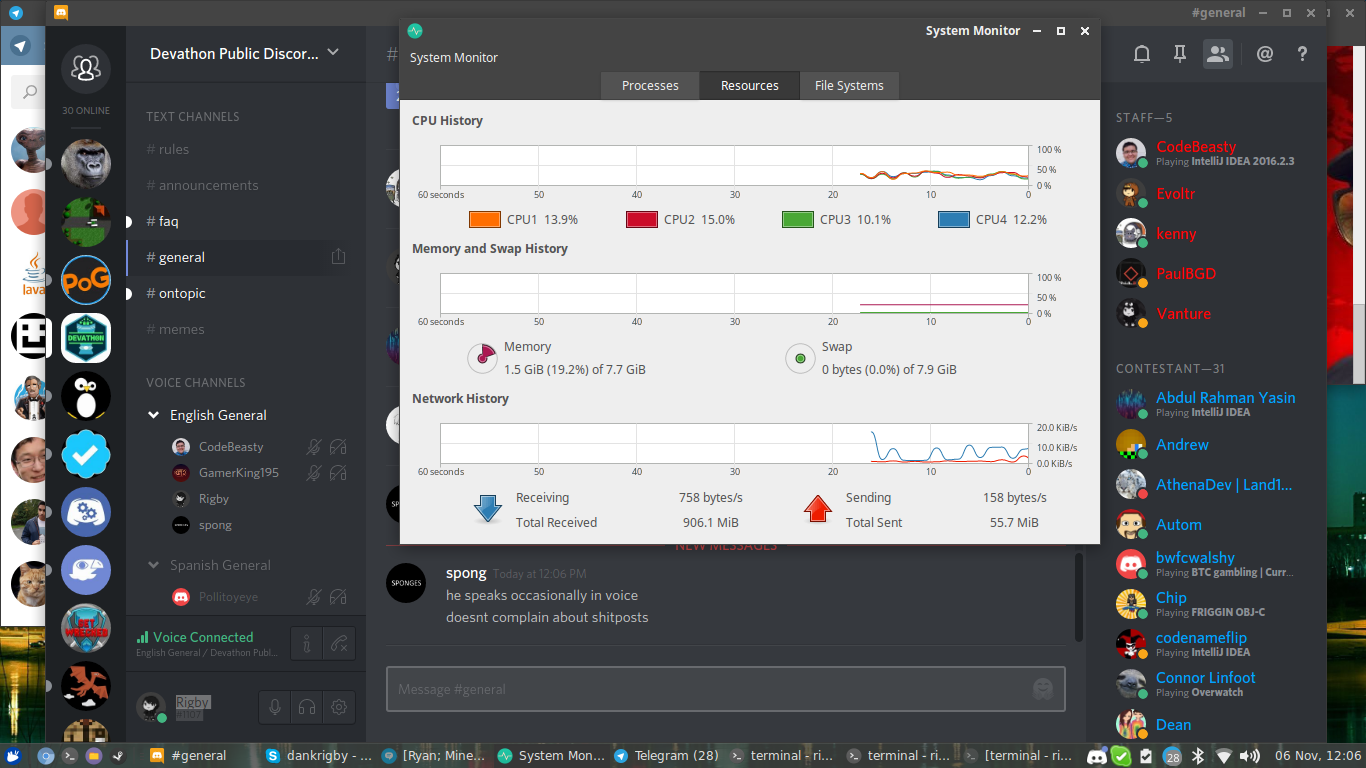 #general
System Monitor
System Monitor
Processes
Resources
File Systems
CPU History
100 %
50 %
0 %
60 seconds 50 40 30 20 10 0
CPU1 13.9%
CPU2 15.0%
CPU3 10.1%
CPU4 12.2%
Memory and Swap History
100 %
50 %
0 %
60 seconds 50 40 30 20 10 0
Memory
1.5 GiB (19.2%) of 7.7 GiB
Swap
0 bytes (0.0%) of 7.9 GiB
Network History
20.0 KiB/s
10.0 KiB/s
0.0 KiB/s
60 seconds 50 40 30 20 10 0
Receiving 758 bytes/s
Total Received 906.1 MiB
Sending 158 bytes/s
Total Sent 55.7 MiB
30 ONLINE
Java
POG
DEVATHON
GET WRECKED
Devathon Public Discor...
TEXT CHANNELS
# rules
# announcements
# faq
# general
# ontopic
# memes
VOICE CHANNELS
English General
CodeBeasty
GamerKing195
Rigby
spong
Spanish General
Pollitoyeye
Voice Connected
English General / Devathon Publ...
Rigby
#
NEW MESSAGES
SPONGES
spong Today at 12:06 PM
he speaks occasionally in voice
doesnt complain about shitposts
Message #general
@ ?
STAFF—5
CodeBeasty
Playing IntelliJ IDEA 2016.2.3
Evoltr
kenny
PaulBGD
Vanture
CONTESTANT—31
Abdul Rahman Yasin
Playing IntelliJ IDEA
Andrew
AthenaDev | Land1...
Autom
bwfcwalshy
Playing BTC gambling | Curr...
Chip
Playing FRIGGIN OBJ-C
codenameflip
Playing IntelliJ IDEA
Connor Linfoot
Playing Overwatch
Dean
#general
dankrigby - ...
[Ryan; Mine...
System Mon...
Telegram (28)
terminal - ri...
terminal - ri...
[terminal - ri...
28
06 Nov, 12:06